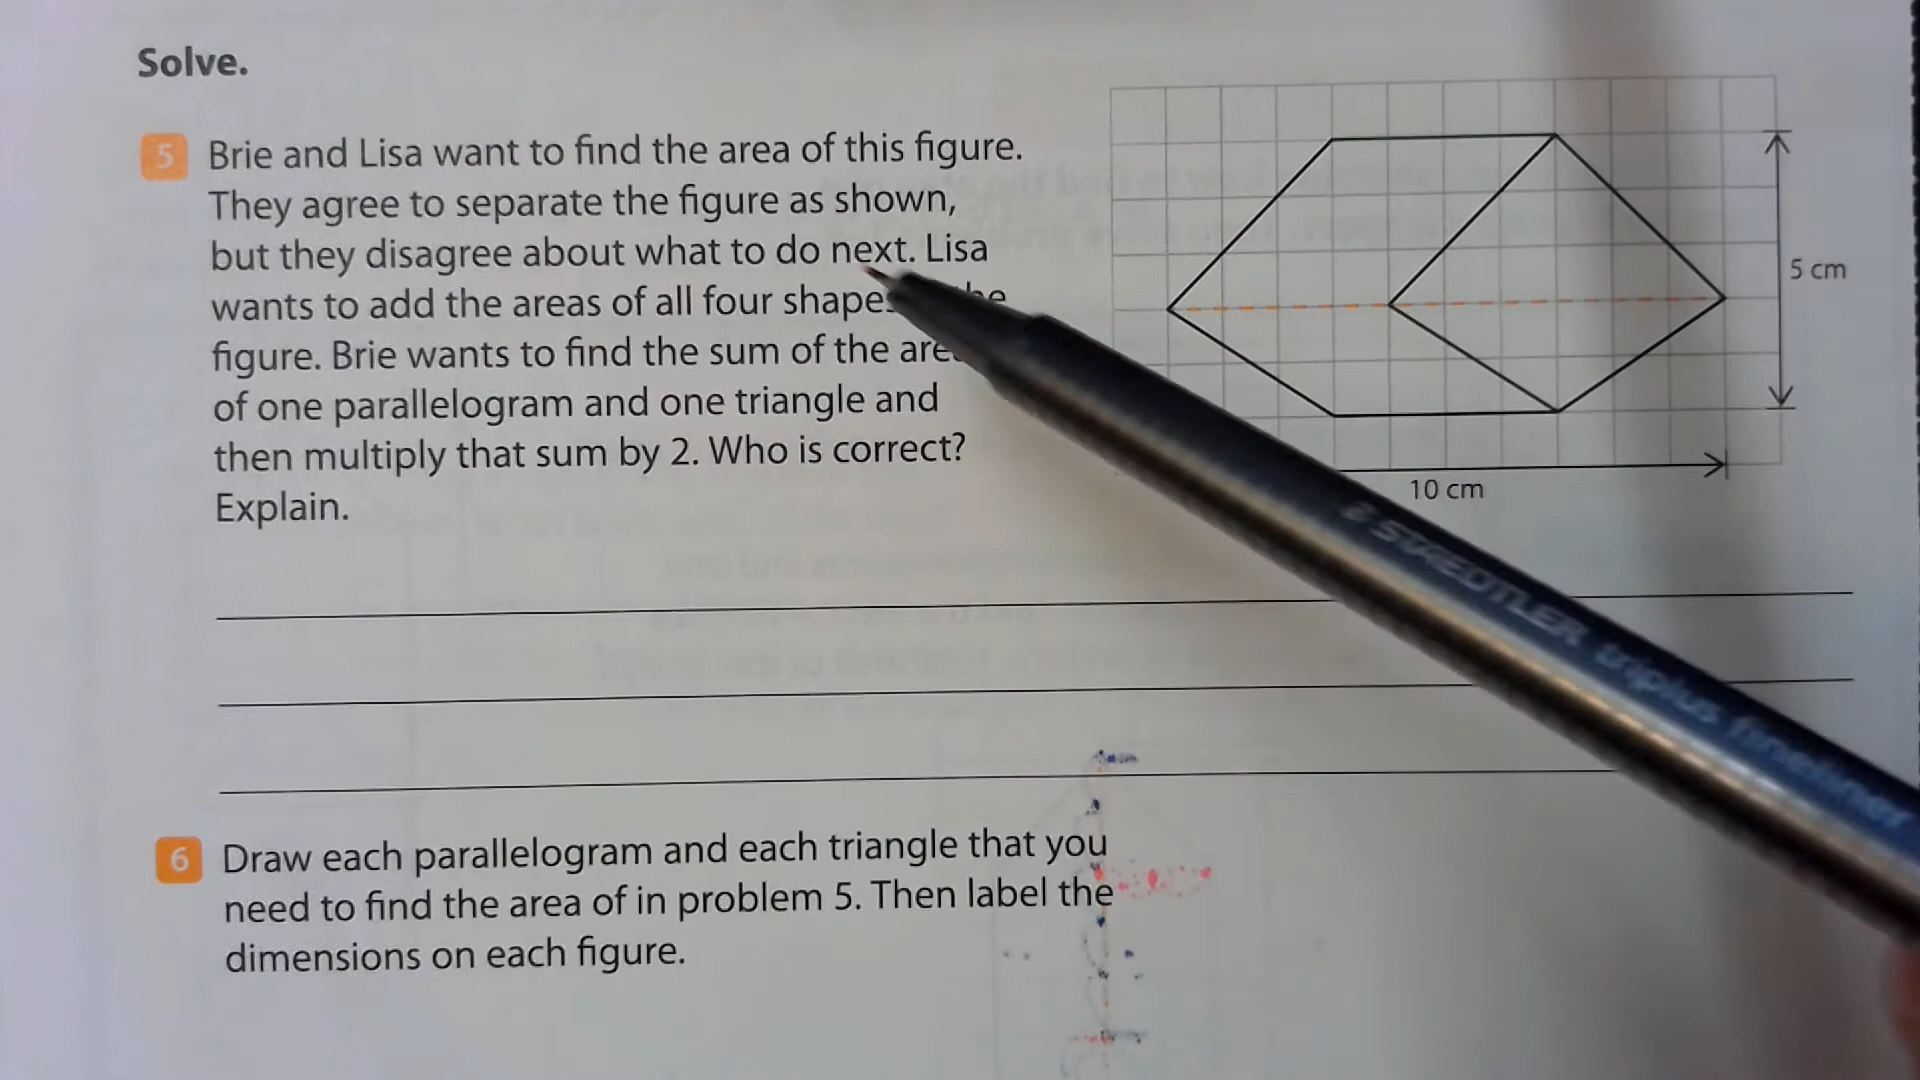 Solve.
5 Brie and Lisa want to find the area of this figure.
They agree to separate the figure as shown,
but they disagree about what to do next. Lisa
wants to add the areas of all four
figure. Brie wants to find the sum of the
of one parallelogram and one triangle and
then multiply that sum by 2. Who is correct?
Explain.
5 cm
10 cm
STAEDTLER triplus fineliner
6 Draw each parallelogram and each triangle that you
need to find the area of in problem 5. Then label the
dimensions on each figure.